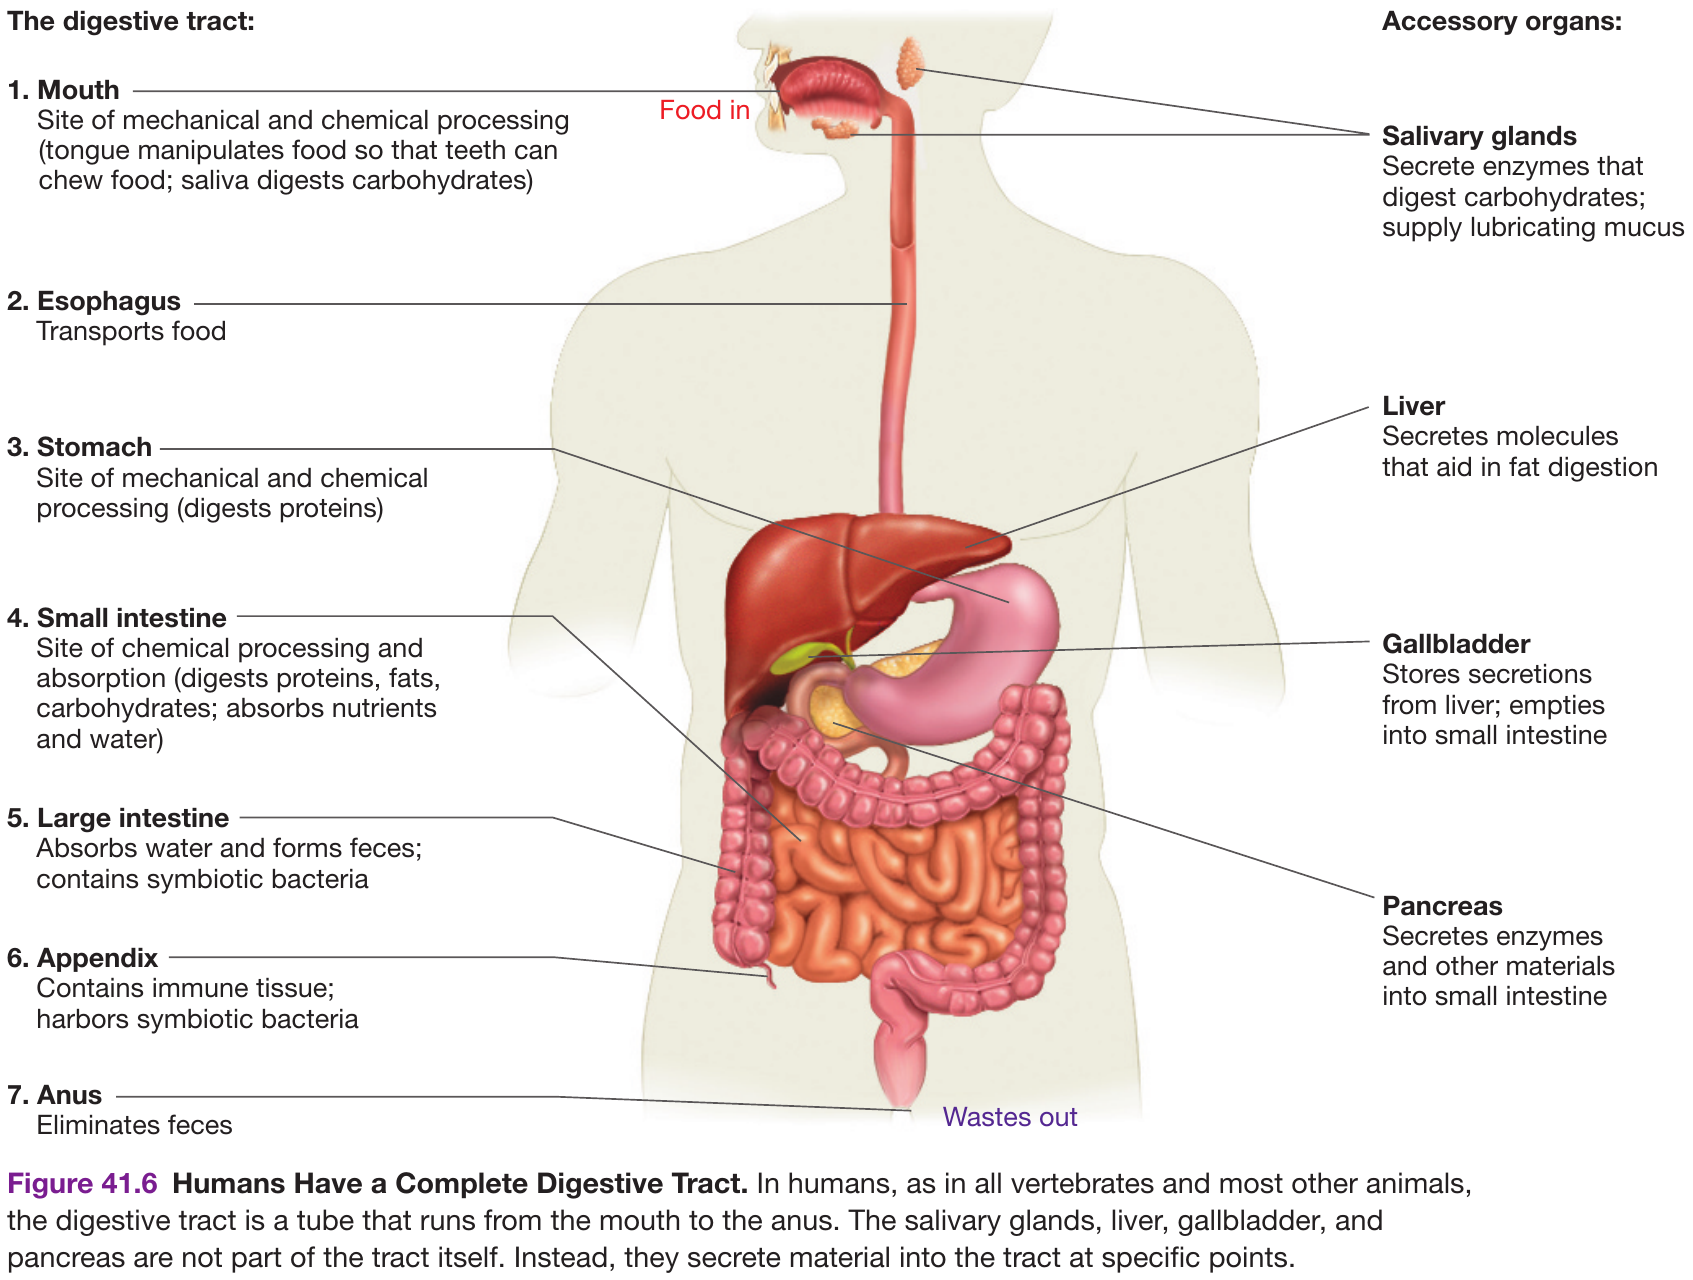 The digestive tract:
1. Mouth
Site of mechanical and chemical processing
(tongue manipulates food so that teeth can
chew food; saliva digests carbohydrates)
2. Esophagus
Transports food
3. Stomach
Site of mechanical and chemical
processing (digests proteins)
4. Small intestine
Site of chemical processing and
absorption (digests proteins, fats,
carbohydrates; absorbs nutrients
and water)
5. Large intestine
Absorbs water and forms feces;
contains symbiotic bacteria
6. Appendix
Contains immune tissue;
harbors symbiotic bacteria
7. Anus
Eliminates feces
Food in
Wastes out
Accessory organs:
Salivary glands
Secrete enzymes that
digest carbohydrates;
supply lubricating mucus
Liver
Secretes molecules
that aid in fat digestion
Gallbladder
Stores secretions
from liver; empties
into small intestine
Pancreas
Secretes enzymes
and other materials
into small intestine
Figure 41.6 Humans Have a Complete Digestive Tract. In humans, as in all vertebrates and most other animals,
the digestive tract is a tube that runs from the mouth to the anus. The salivary glands, liver, gallbladder, and
pancreas are not part of the tract itself. Instead, they secrete material into the tract at specific points.